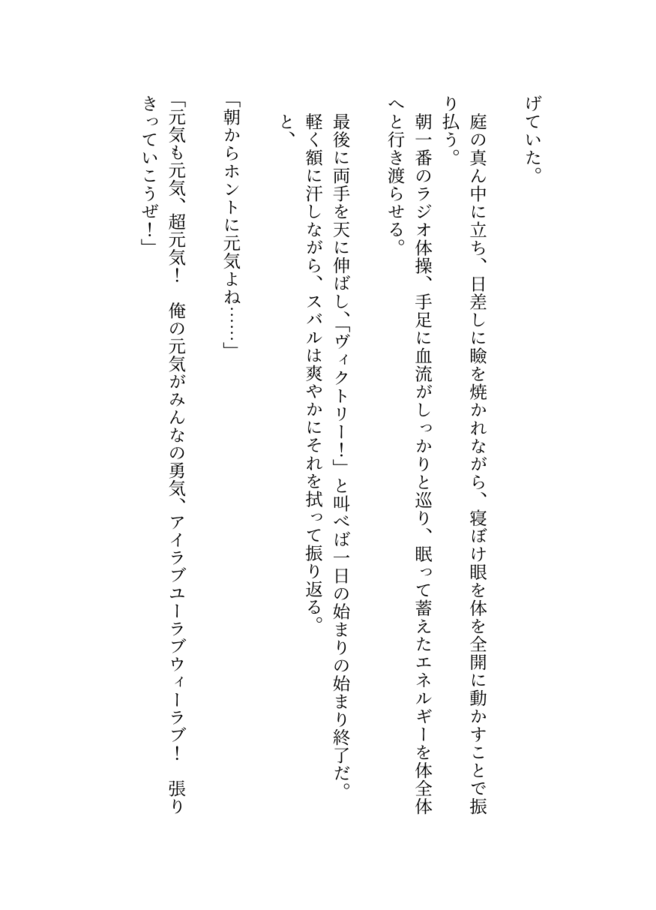 げていた。
　庭の真ん中に立ち、日差しに瞼を焼かれながら、寝ぼけ眼を体を全開に動かすことで振
り払う。
　朝一番のラジオ体操、手足に血流がしっかりと巡り、眠って蓄えたエネルギーを体全体
へと行き渡らせる。
　最後に両手を天に伸ばし、「ヴィクトリー！」と叫べば一日の始まりの始まり終了だ。
　軽く額に汗しながら、スバルは爽やかにそれを拭って振り返る。
　と、
「朝からホントに元気よね……」
「元気も元気、超元気！　俺の元気がみんなの勇気、アイラブユーラブウィーラブ！　張り
きっていこうぜ！」